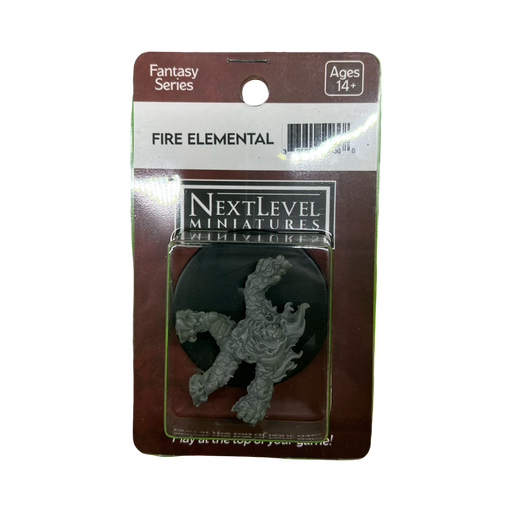 Fantasy
Series
Ages
14+
FIRE ELEMENTAL
NEXTLEVEL
MINIATURES
Play at the top of your game!